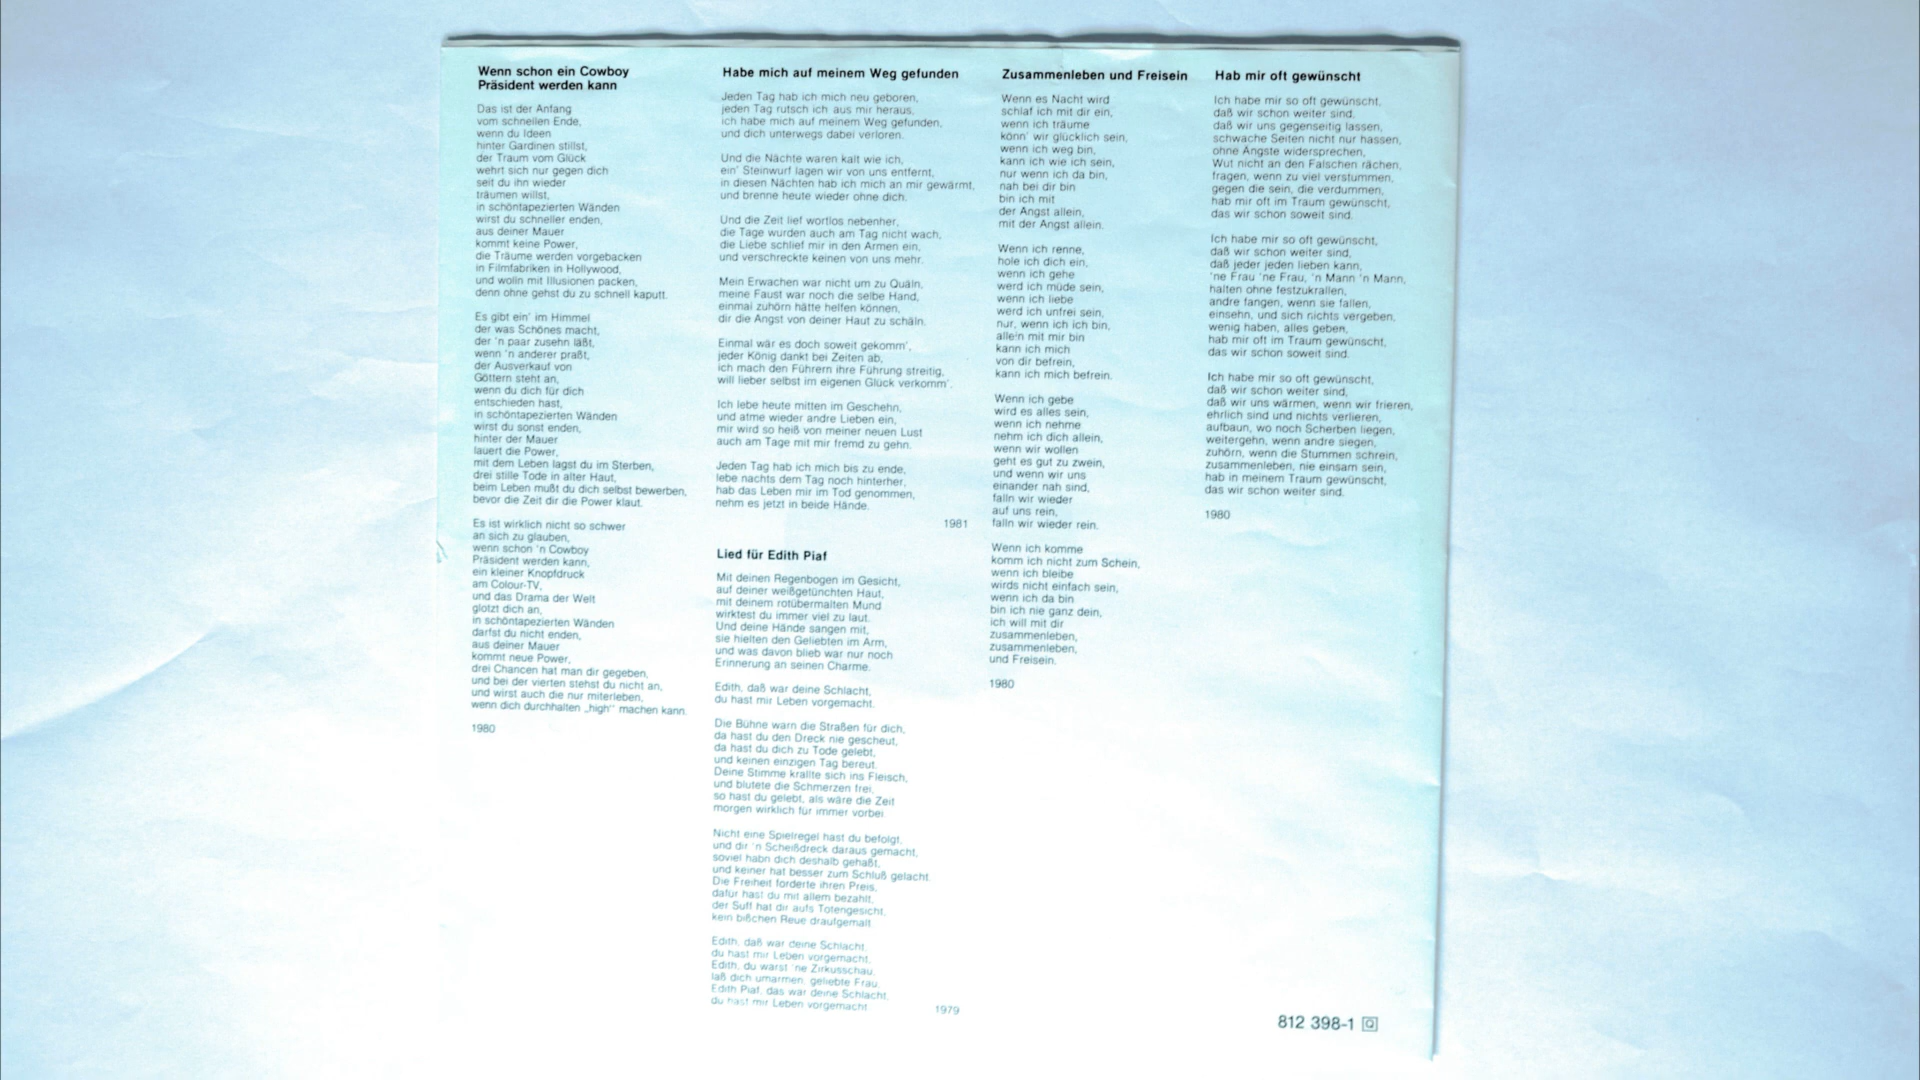 Wenn schon ein Cowboy
Präsident werden kann
Das ist der Anfang
vom schnellen Ende,
wenn du Ideen
hinter Gardinen stillst,
der Traum vom Glück
wehrt sich nur gegen dich
seit du ihn wieder
träumen willst,
in schöntapezierten Wänden
wirst du schneller enden,
aus deiner Mauer
kommt keine Power,
die Träume werden vorgebacken
in Filmfabriken in Hollywood,
und wolln mit Illusionen packen,
denn ohne gehst du zu schnell kaputt.
Es gibt ein' im Himmel
der was Schönes macht,
der 'n paar zusehn läßt,
wenn 'n anderer praßt,
der Ausverkauf von
Göttern steht an,
wenn du dich für dich
entschieden hast,
in schöntapezierten Wänden
wirst du sonst enden,
hinter der Mauer
lauert die Power,
mit dem Leben lagst du im Sterben,
drei stille Tode in alter Haut,
beim Leben mußt du dich selbst bewerben,
bevor die Zeit dir die Power klaut.
Es ist wirklich nicht so schwer
an sich zu glauben,
wenn schon 'n Cowboy
Präsident werden kann,
ein kleiner Knopfdruck
am Colour-TV,
und das Drama der Welt
glotzt dich an,
in schöntapezierten Wänden
darfst du nicht enden,
aus deiner Mauer
kommt neue Power,
drei Chancen hat man dir gegeben,
und bei der vierten stehst du nicht an,
und wirst auch die nur miterleben,
wenn dich durchhalten „high“ machen kann.
1980
Habe mich auf meinem Weg gefunden
Jeden Tag hab ich mich neu geboren,
jeden Tag rutsch ich aus mir heraus,
ich habe mich auf meinem Weg gefunden,
und dich unterwegs dabei verloren.
Und die Nächte waren kalt wie ich,
ein' Steinwurf lagen wir von uns entfernt,
in diesen Nächten hab ich mich an mir gewärmt,
und brenne heute wieder ohne dich.
Und die Zeit lief wortlos nebenher,
die Tage wurden auch am Tag nicht wach,
die Liebe schlief mir in den Armen ein,
und verschreckte keinen von uns mehr.
Mein Erwachen war nicht um zu Quäln,
meine Faust war noch die selbe Hand,
einmal zuhörn hätte helfen können,
dir die Angst von deiner Haut zu schäln.
Einmal wär es doch soweit gekomm',
jeder König dankt bei Zeiten ab,
ich mach den Führern ihre Führung streitig,
will lieber selbst im eigenen Glück verkomm'.
Ich lebe heute mitten im Geschehn,
und atme wieder andre Lieben ein,
mir wird so heiß von meiner neuen Lust
auch am Tage mit mir fremd zu gehn.
Jeden Tag hab ich mich bis zu ende,
lebe nachts dem Tag noch hinterher,
hab das Leben mir im Tod genommen,
nehm es jetzt in beide Hände.
1981
Lied für Edith Piaf
Mit deinen Regenbogen im Gesicht,
auf deiner weißgetünchten Haut,
mit deinem rotübermalten Mund
wirktest du immer viel zu laut.
Und deine Hände sangen mit,
sie hielten den Geliebten im Arm,
und was davon blieb war nur noch
Erinnerung an seinen Charme.
Edith, daß war deine Schlacht,
du hast mir Leben vorgemacht.
Die Bühne warn die Straßen für dich,
da hast du den Dreck nie gescheut,
da hast du dich zu Tode gelebt,
und keinen einzigen Tag bereut.
Deine Stimme krallte sich ins Fleisch,
und blutete die Schmerzen frei,
so hast du gelebt, als wäre die Zeit
morgen wirklich für immer vorbei
Nicht eine Spielregel hast du befolgt,
und dir 'n Scheißdreck daraus gemacht,
soviel habn dich deshalb gehaßt,
und keiner hat besser zum Schluß gelacht.
Die Freiheit forderte ihren Preis,
dafür hast du mit allem bezahlt,
der Suff hat dir aufs Totengesicht,
kein bißchen Reue draufgemalt
Edith, daß war deine Schlacht,
du hast mir Leben vorgemacht,
Edith, du warst 'ne Zirkusschau,
laß dich umarmen, geliebte Frau,
Edith Piaf, das war deine Schlacht,
du hast mir Leben vorgemacht
1979
Zusammenleben und Freisein
Wenn es Nacht wird
schlaf ich mit dir ein,
wenn ich träume
könn' wir glücklich sein,
wenn ich weg bin,
kann ich wie ich sein,
nur wenn ich da bin,
nah bei dir bin
bin ich mit
der Angst allein,
mit der Angst allein.
Wenn ich renne,
hole ich dich ein,
wenn ich gehe
werd ich müde sein,
wenn ich liebe
werd ich unfrei sein,
nur, wenn ich ich bin,
allein mit mir bin
kann ich mich
von dir befrein,
kann ich mich befrein.
Wenn ich gebe
wird es alles sein,
wenn ich nehme
nehm ich dich allein,
wenn wir wollen
geht es gut zu zwein,
und wenn wir uns
einander nah sind,
falln wir wieder
auf uns rein,
falln wir wieder rein.
Wenn ich komme
komm ich nicht zum Schein,
wenn ich bleibe
wirds nicht einfach sein,
wenn ich da bin
bin ich nie ganz dein,
ich will mit dir
zusammenleben,
zusammenleben,
und Freisein.
1980
Hab mir oft gewünscht
Ich habe mir so oft gewünscht,
daß wir schon weiter sind,
daß wir uns gegenseitig lassen,
schwache Seiten nicht nur hassen,
ohne Ängste widersprechen,
Wut nicht an den Falschen rächen,
fragen, wenn zu viel verstummen,
gegen die sein, die verdummen,
hab mir oft im Traum gewünscht,
das wir schon soweit sind.
Ich habe mir so oft gewünscht,
daß wir schon weiter sind,
daß jeder jeden lieben kann,
'ne Frau 'ne Frau, 'n Mann 'n Mann,
halten ohne festzukrallen,
andre fangen, wenn sie fallen,
einsehn, und sich nichts vergeben,
wenig haben, alles geben,
hab mir oft im Traum gewünscht,
das wir schon soweit sind.
Ich habe mir so oft gewünscht,
daß wir schon weiter sind,
daß wir uns wärmen, wenn wir frieren,
ehrlich sind und nichts verlieren,
aufbaun, wo noch Scherben liegen,
weitergehn, wenn andre siegen,
zuhörn, wenn die Stummen schrein,
zusammenleben, nie einsam sein,
hab in meinem Traum gewünscht,
das wir schon weiter sind.
1980
812 398-1 Q